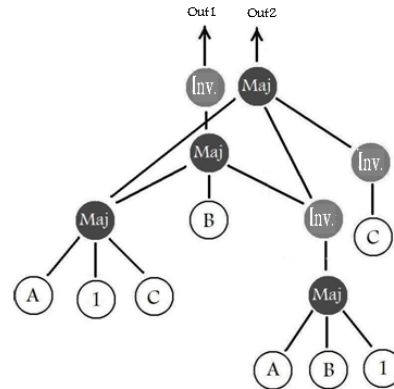 Out1 Out2
Inv. Maj
Maj Inv.
Maj B Inv. C
A 1 C Maj
A B 1